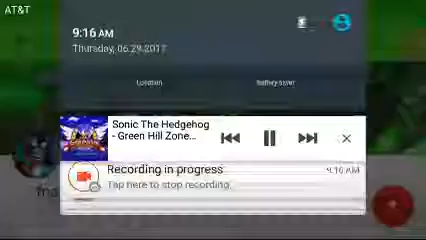 AT&T
9:16 AM
Thursday, 06.29.2017
Location
Battery saver
Sonic The Hedgehog
- Green Hill Zone...
Recording in progress
9:16 AM
Tap here to stop recording.